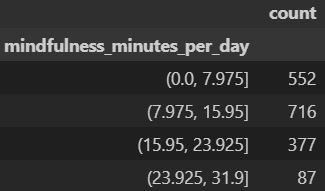 count
mindfulness_minutes_per_day
(0.0, 7.975] 552
(7.975, 15.95] 716
(15.95, 23.925] 377
(23.925, 31.9] 87